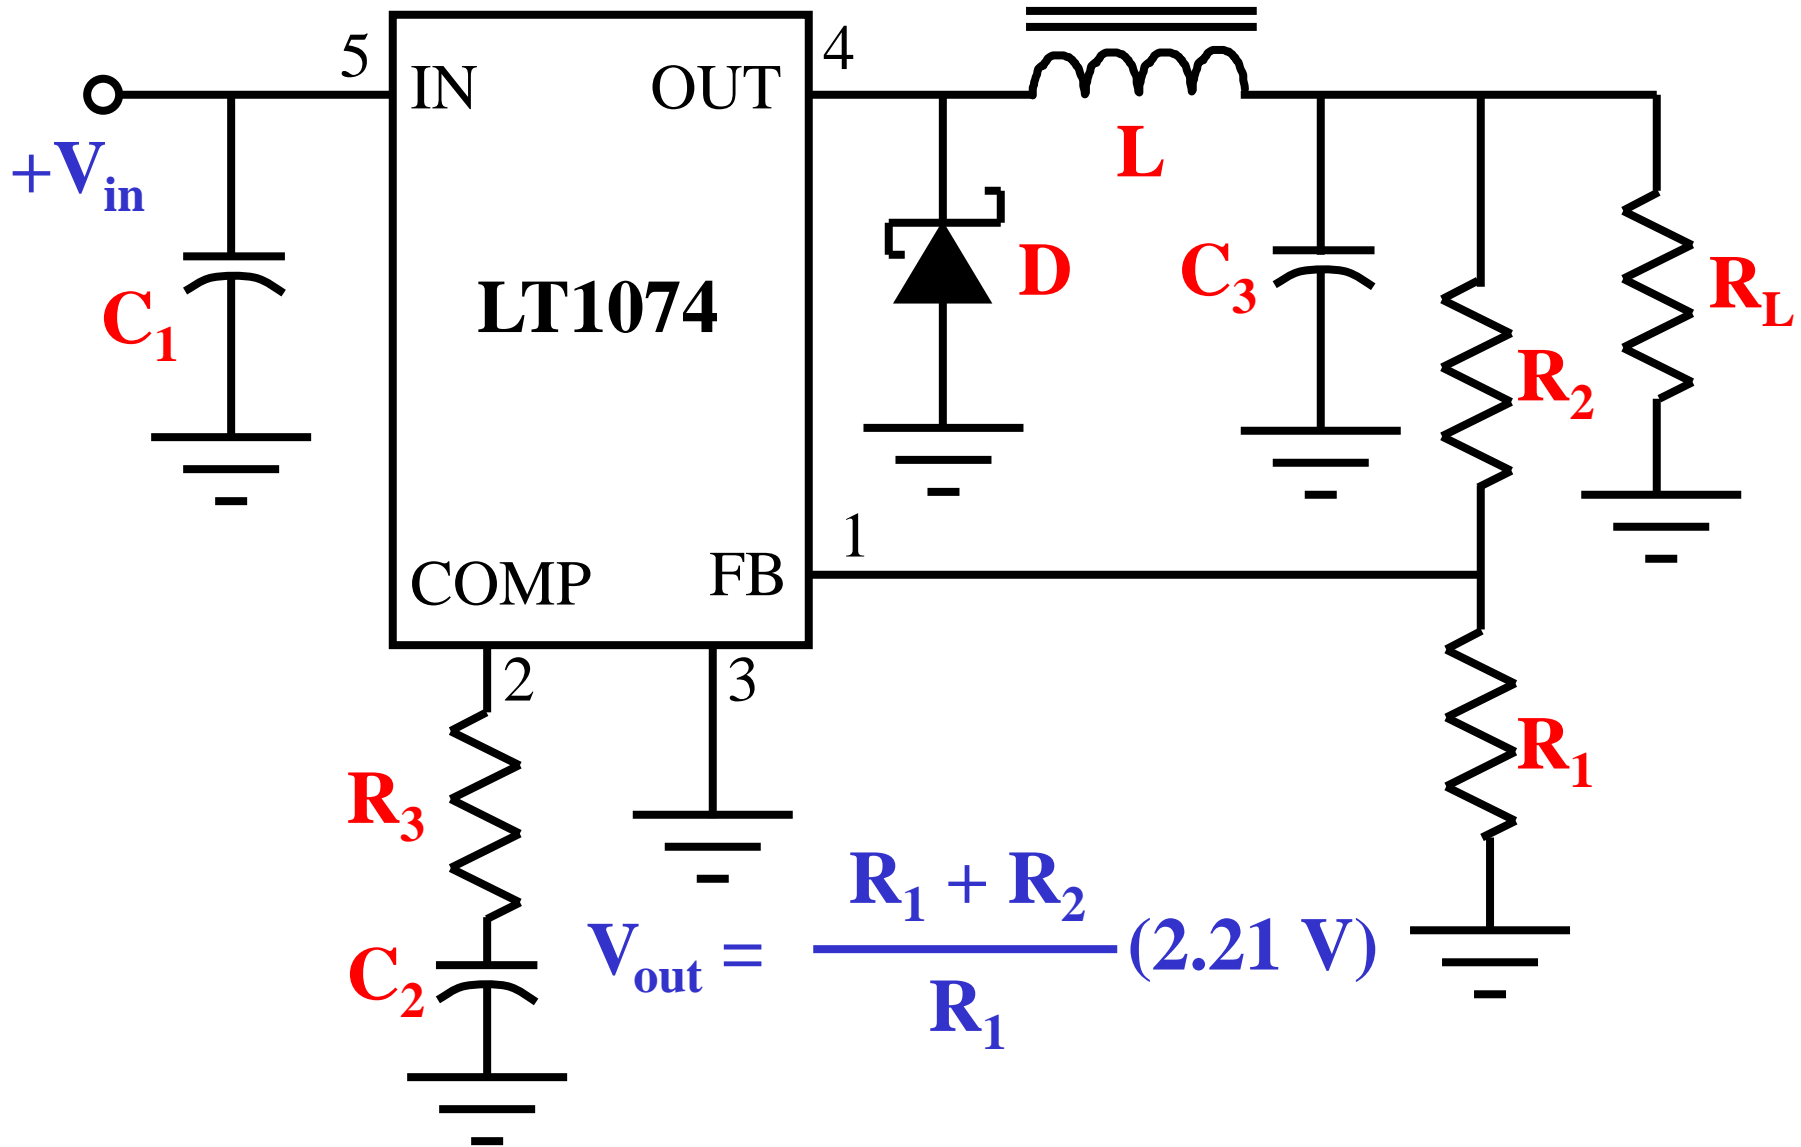 5
IN
OUT
4
+Vin
L
C1
LT1074
D
C3
RL
R2
COMP
FB
1
2
3
R3
R1
C2
Vout = R1 + R2 / R1 (2.21 V)